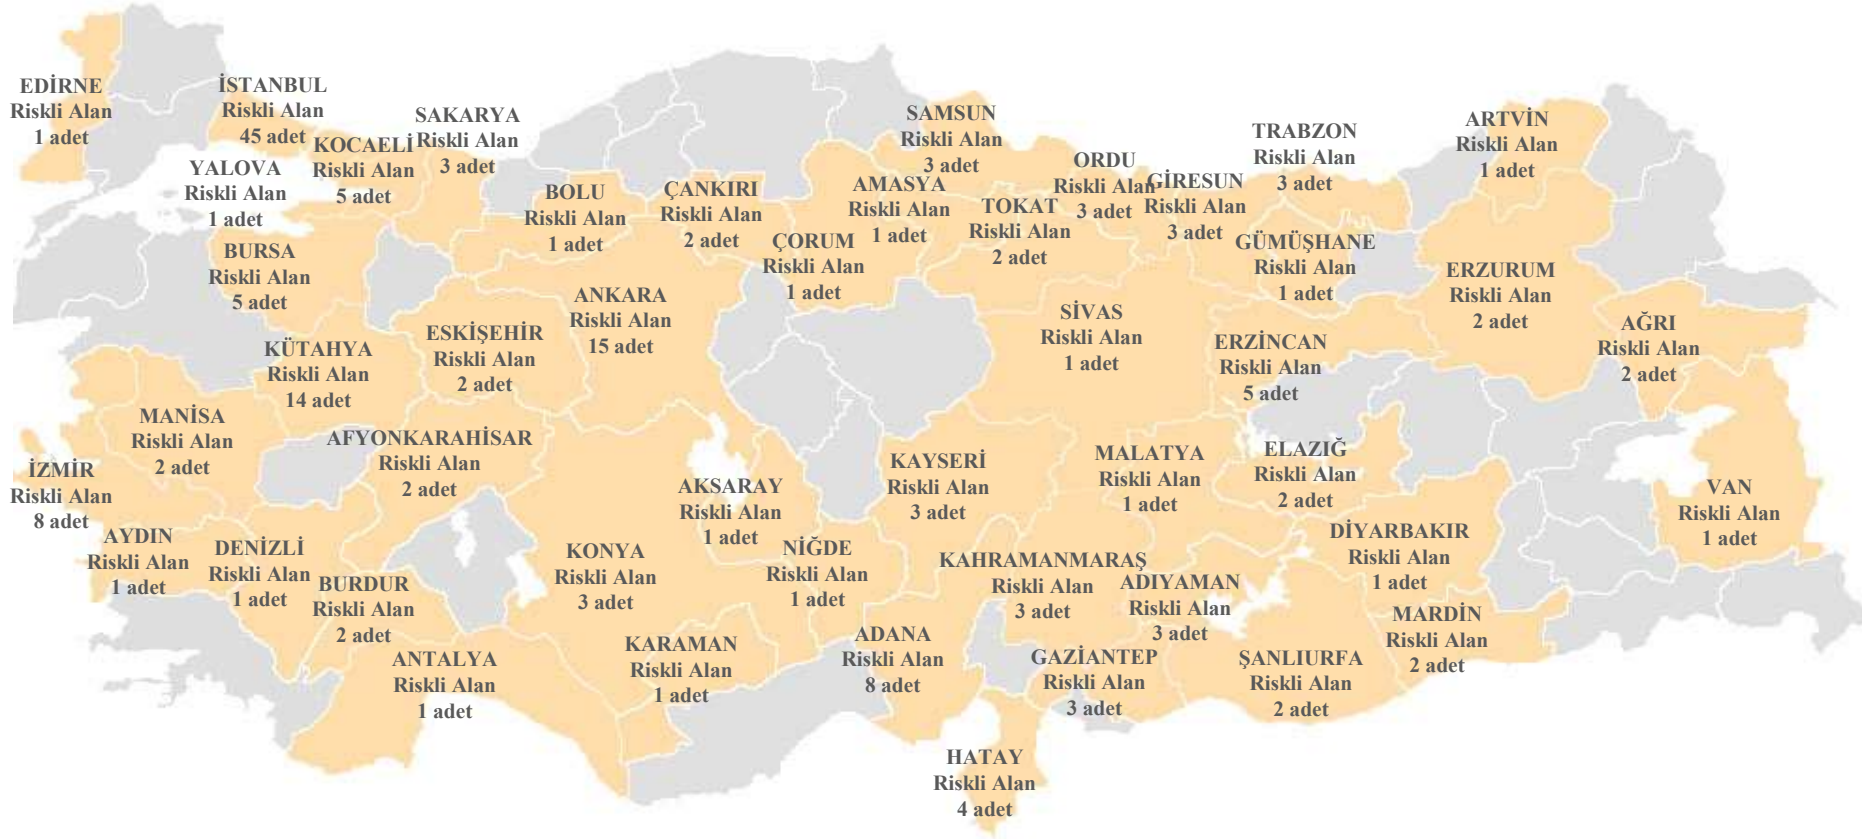 EDİRNE
Riskli Alan
1 adet
İSTANBUL
Riskli Alan
45 adet
KOCAELİ
Riskli Alan
5 adet
SAKARYA
Riskli Alan
3 adet
YALOVA
Riskli Alan
1 adet
BURSA
Riskli Alan
5 adet
BOLU
Riskli Alan
1 adet
ÇANKIRI
Riskli Alan
2 adet
ÇORUM
Riskli Alan
1 adet
AMASYA
Riskli Alan
1 adet
SAMSUN
Riskli Alan
3 adet
TOKAT
Riskli Alan
2 adet
ORDU
Riskli Alan
3 adet
GİRESUN
Riskli Alan
3 adet
TRABZON
Riskli Alan
3 adet
GÜMÜŞHANE
Riskli Alan
1 adet
ARTVİN
Riskli Alan
1 adet
ERZURUM
Riskli Alan
2 adet
AĞRI
Riskli Alan
2 adet
ANKARA
Riskli Alan
15 adet
ESKİŞEHİR
Riskli Alan
2 adet
KÜTAHYA
Riskli Alan
14 adet
SİVAS
Riskli Alan
1 adet
ERZİNCAN
Riskli Alan
5 adet
MANİSA
Riskli Alan
2 adet
AFYONKARAHİSAR
Riskli Alan
2 adet
İZMİR
Riskli Alan
8 adet
AKSARAY
Riskli Alan
1 adet
KAYSERİ
Riskli Alan
3 adet
MALATYA
Riskli Alan
1 adet
ELAZIĞ
Riskli Alan
2 adet
VAN
Riskli Alan
1 adet
AYDIN
Riskli Alan
1 adet
DENİZLİ
Riskli Alan
1 adet
BURDUR
Riskli Alan
2 adet
KONYA
Riskli Alan
3 adet
NİĞDE
Riskli Alan
1 adet
KAHRAMANMARAŞ
Riskli Alan
3 adet
ADIYAMAN
Riskli Alan
3 adet
DİYARBAKIR
Riskli Alan
1 adet
MARDİN
Riskli Alan
2 adet
ANTALYA
Riskli Alan
1 adet
KARAMAN
Riskli Alan
1 adet
ADANA
Riskli Alan
8 adet
GAZİANTEP
Riskli Alan
3 adet
ŞANLIURFA
Riskli Alan
2 adet
HATAY
Riskli Alan
4 adet